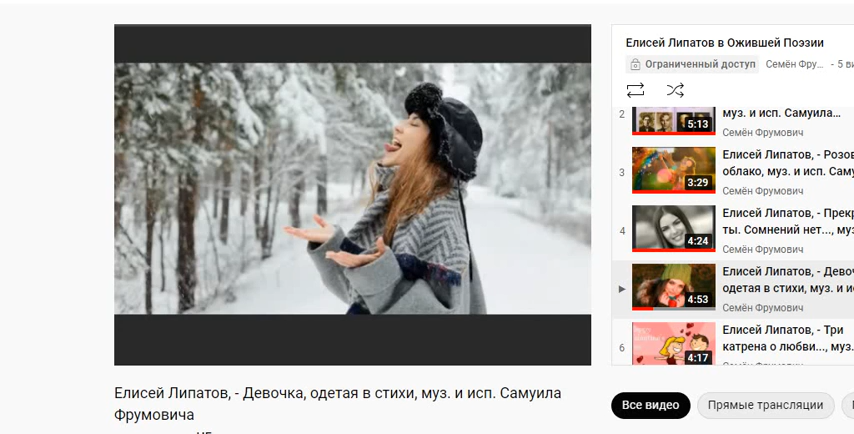 Елисей Липатов в Ожившей Поэзии
Ограниченный доступ Семён Фру... - 5 ви
2
муз. и исп. Самуила...
5:13
Семён Фрумович
3
Елисей Липатов, - Розов
облако, муз. и исп. Саму
3:29
Семён Фрумович
4
Елисей Липатов, - Прекр
ты. Сомнений нет..., муз
4:24
Семён Фрумович
Елисей Липатов, - Девоч
одетая в стихи, муз. и и
4:53
Семён Фрумович
6
Елисей Липатов, - Три
катрена о любви..., муз.
4:17
Елисей Липатов, - Девочка, одетая в стихи, муз. и исп. Самуила
Фрумовича
Все видео Прямые трансляции